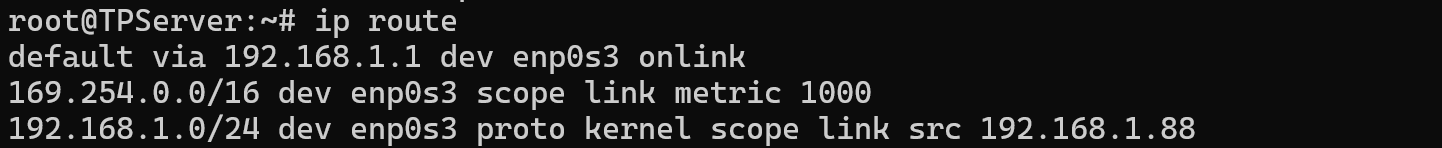 root@TPServer:~# ip route
default via 192.168.1.1 dev enp0s3 onlink
169.254.0.0/16 dev enp0s3 scope link metric 1000
192.168.1.0/24 dev enp0s3 proto kernel scope link src 192.168.1.88